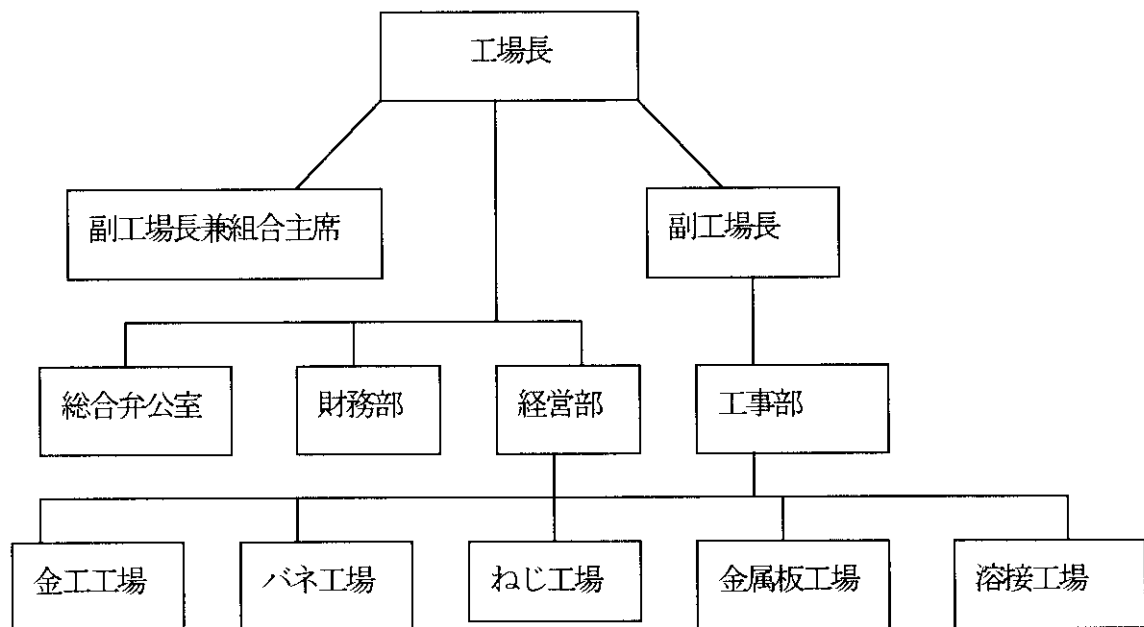 工場長
副工場長兼組合主席
副工場長
総合弁公室
財務部
経営部
工事部
金工工場
バネ工場
ねじ工場
金属板工場
溶接工場